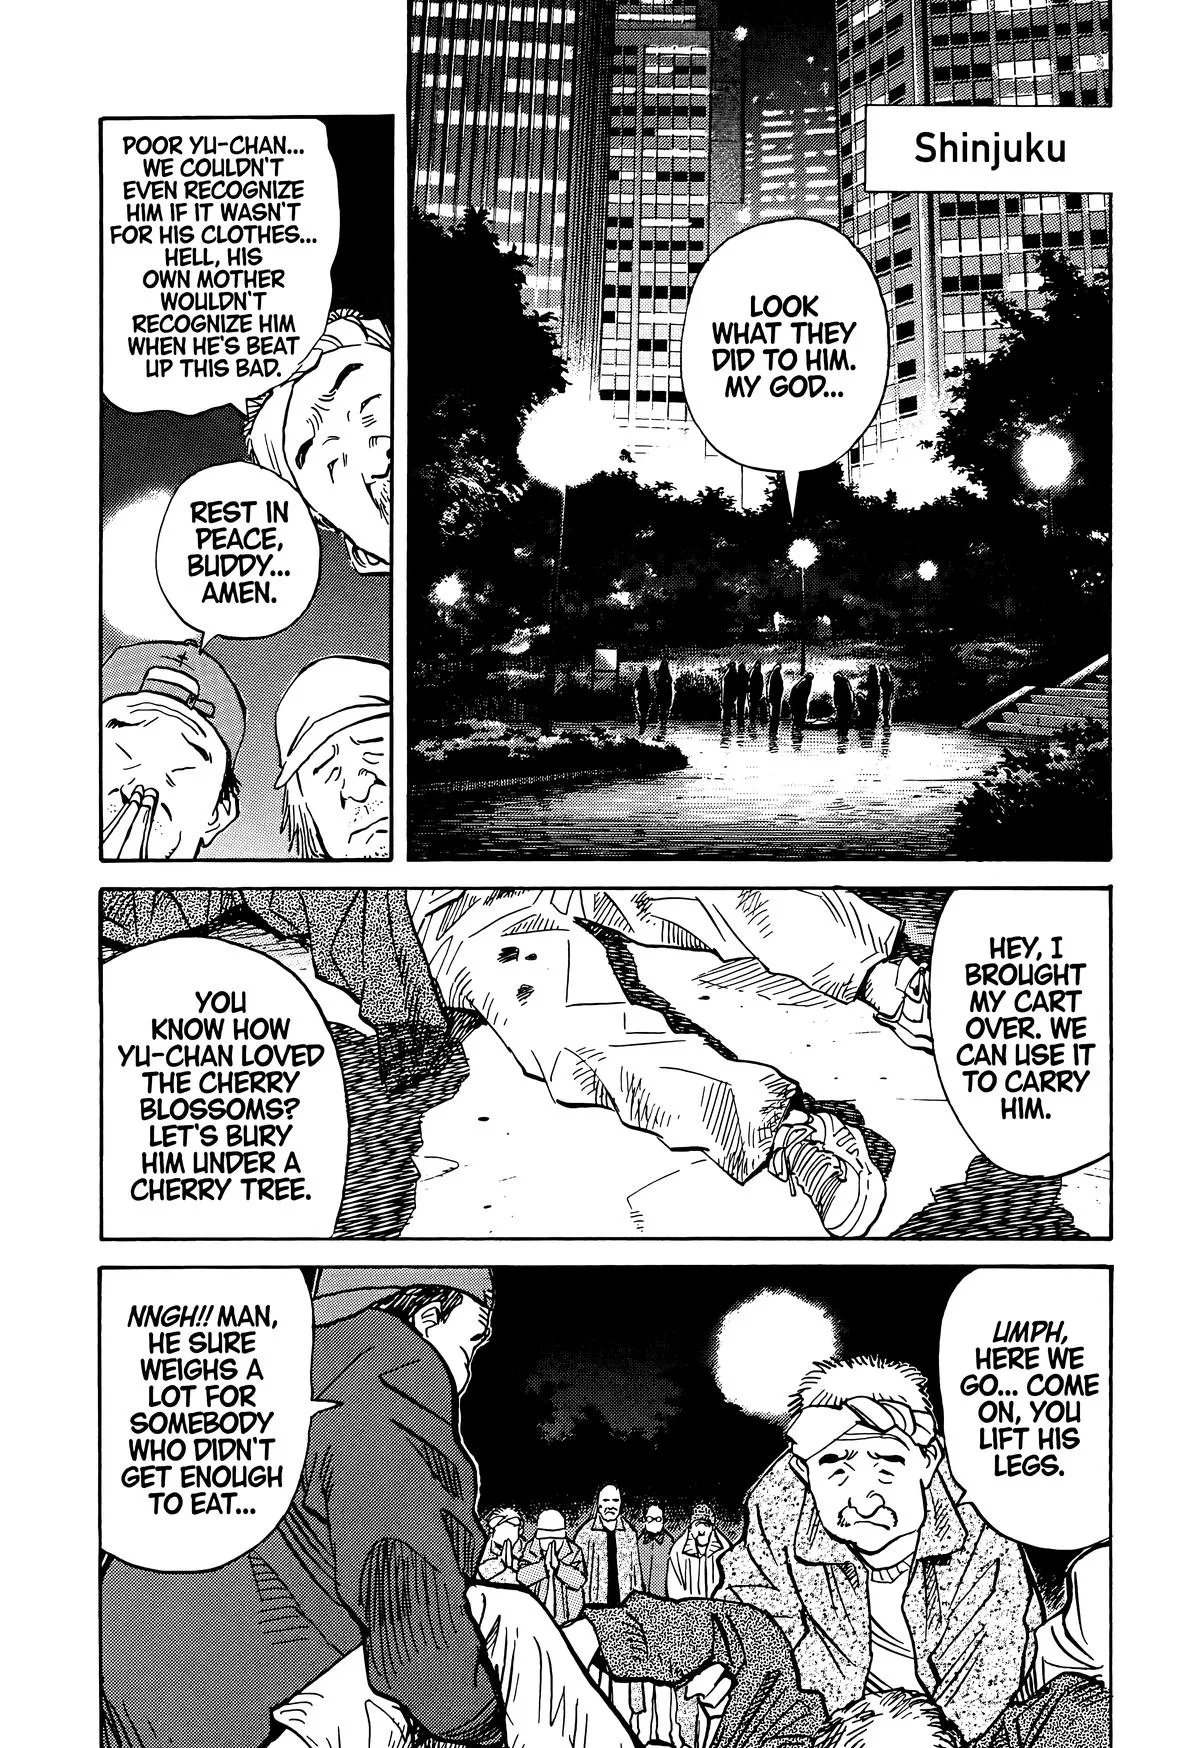 Shinjuku
LOOK
WHAT THEY
DID TO HIM.
MY GOD...
POOR YU-CHAN...
WE COULDN'T
EVEN RECOGNIZE
HIM IF IT WASN'T
FOR HIS CLOTHES...
HELL, HIS
OWN MOTHER
WOULDN'T
RECOGNIZE HIM
WHEN HE'S BEAT
UP THIS BAD.
REST IN
PEACE,
BUDDY...
AMEN.
HEY, I
BROUGHT
MY CART
OVER. WE
CAN USE IT
TO CARRY
HIM.
YOU
KNOW HOW
YU-CHAN LOVED
THE CHERRY
BLOSSOMS?
LET'S BURY
HIM UNDER A
CHERRY TREE.
UMPH,
HERE WE
GO... COME
ON, YOU
LIFT HIS
LEGS.
NNGH!! MAN,
HE SURE
WEIGHS A
LOT FOR
SOMEBODY
WHO DIDN'T
GET ENOUGH
TO EAT...